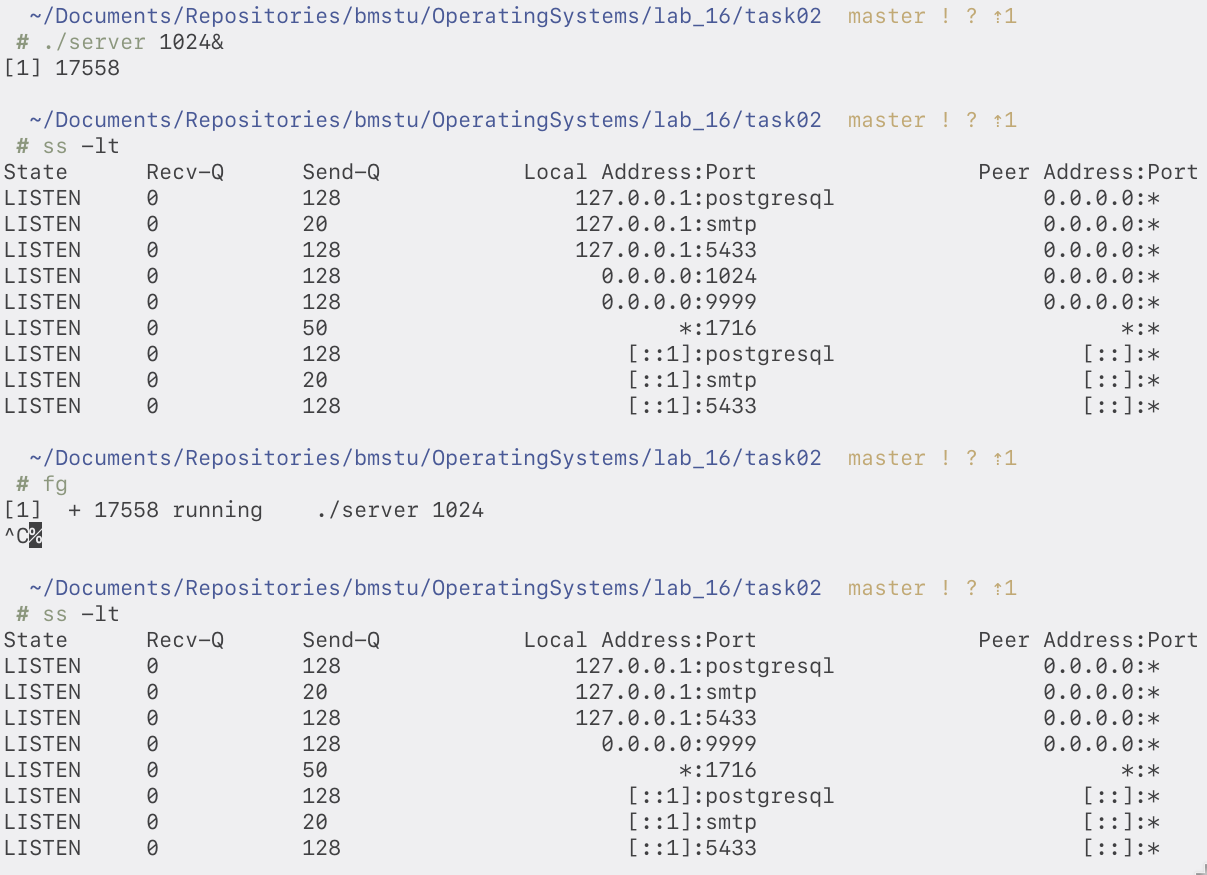 ~/Documents/Repositories/bmstu/OperatingSystems/lab_16/task02  master ! ? ⇡1
# ./server 1024&
[1] 17558
~/Documents/Repositories/bmstu/OperatingSystems/lab_16/task02  master ! ? ⇡1
# ss -lt
State      Recv-Q      Send-Q           Local Address:Port                 Peer Address:Port
LISTEN     0           128                  127.0.0.1:postgresql                0.0.0.0:*
LISTEN     0           20                   127.0.0.1:smtp                      0.0.0.0:*
LISTEN     0           128                  127.0.0.1:5433                      0.0.0.0:*
LISTEN     0           128                    0.0.0.0:1024                      0.0.0.0:*
LISTEN     0           128                    0.0.0.0:9999                      0.0.0.0:*
LISTEN     0           50                           *:1716                            *:*
LISTEN     0           128                      [::1]:postgresql                   [::]:*
LISTEN     0           20                       [::1]:smtp                         [::]:*
LISTEN     0           128                      [::1]:5433                         [::]:*
~/Documents/Repositories/bmstu/OperatingSystems/lab_16/task02  master ! ? ⇡1
# fg
[1]  + 17558 running    ./server 1024
^C%
~/Documents/Repositories/bmstu/OperatingSystems/lab_16/task02  master ! ? ⇡1
# ss -lt
State      Recv-Q      Send-Q           Local Address:Port                 Peer Address:Port
LISTEN     0           128                  127.0.0.1:postgresql                0.0.0.0:*
LISTEN     0           20                   127.0.0.1:smtp                      0.0.0.0:*
LISTEN     0           128                  127.0.0.1:5433                      0.0.0.0:*
LISTEN     0           128                    0.0.0.0:9999                      0.0.0.0:*
LISTEN     0           50                           *:1716                            *:*
LISTEN     0           128                      [::1]:postgresql                   [::]:*
LISTEN     0           20                       [::1]:smtp                         [::]:*
LISTEN     0           128                      [::1]:5433                         [::]:*